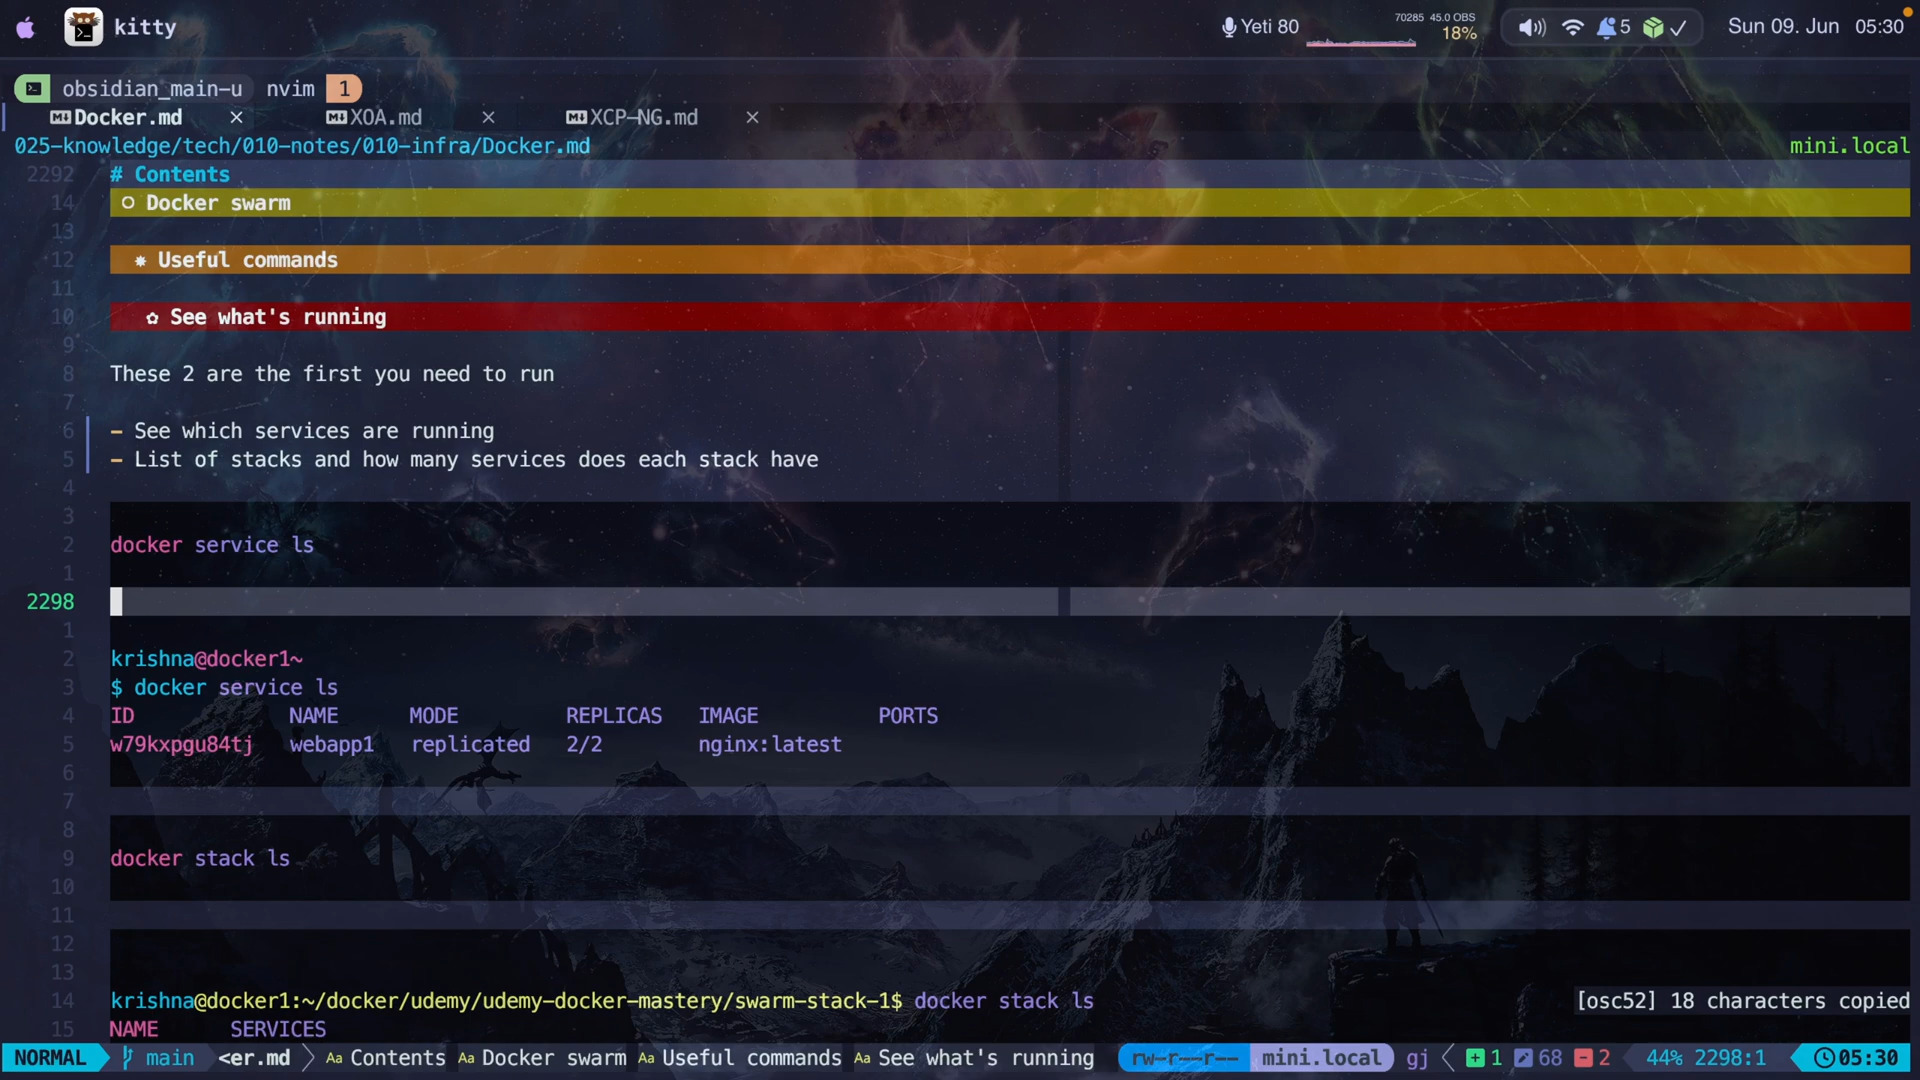 kitty
Yeti 80
70285 45.0 OBS
18%
5
Sun 09. Jun 05:30
obsidian_main-u nvim 1
Docker.md × XOA.md × XCP-NG.md ×
025-knowledge/tech/010-notes/010-infra/Docker.md mini.local
2292 # Contents
14 Docker swarm
13
12 Useful commands
11
10 See what's running
9
8 These 2 are the first you need to run
7
6 - See which services are running
5 - List of stacks and how many services does each stack have
4
3
2 docker service ls
1
2298
1
2 krishna@docker1~
3 $ docker service ls
4 ID NAME MODE REPLICAS IMAGE PORTS
5 w79kxpgu84tj webapp1 replicated 2/2 nginx:latest
6
7
8
9 docker stack ls
10
11
12
13
14 krishna@docker1:~/docker/udemy/udemy-docker-mastery/swarm-stack-1$ docker stack ls [osc52] 18 characters copied
15 NAME SERVICES
NORMAL main <er.md Aa Contents Aa Docker swarm Aa Useful commands Aa See what's running rw-r--r-- mini.local gj +1 68 -2 44% 2298:1 05:30